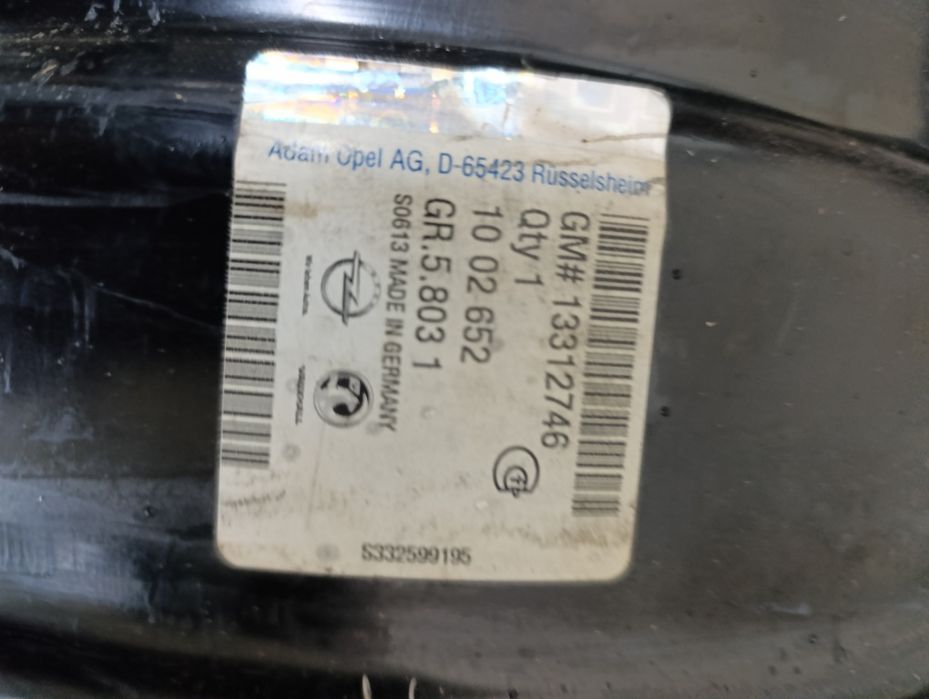 Adam Opel AG, D-65423 Rüsselsheim
GM# 13312746
Qty 1
10 02 652
GR.5.803 1
S0613 MADE IN GERMANY
VAUXHALL
S332599195